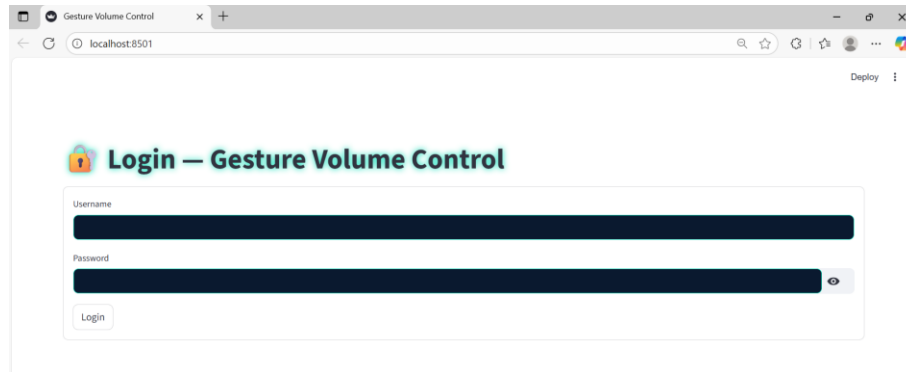 Gesture Volume Control
localhost:8501
Deploy
Login — Gesture Volume Control
Username
Password
Login